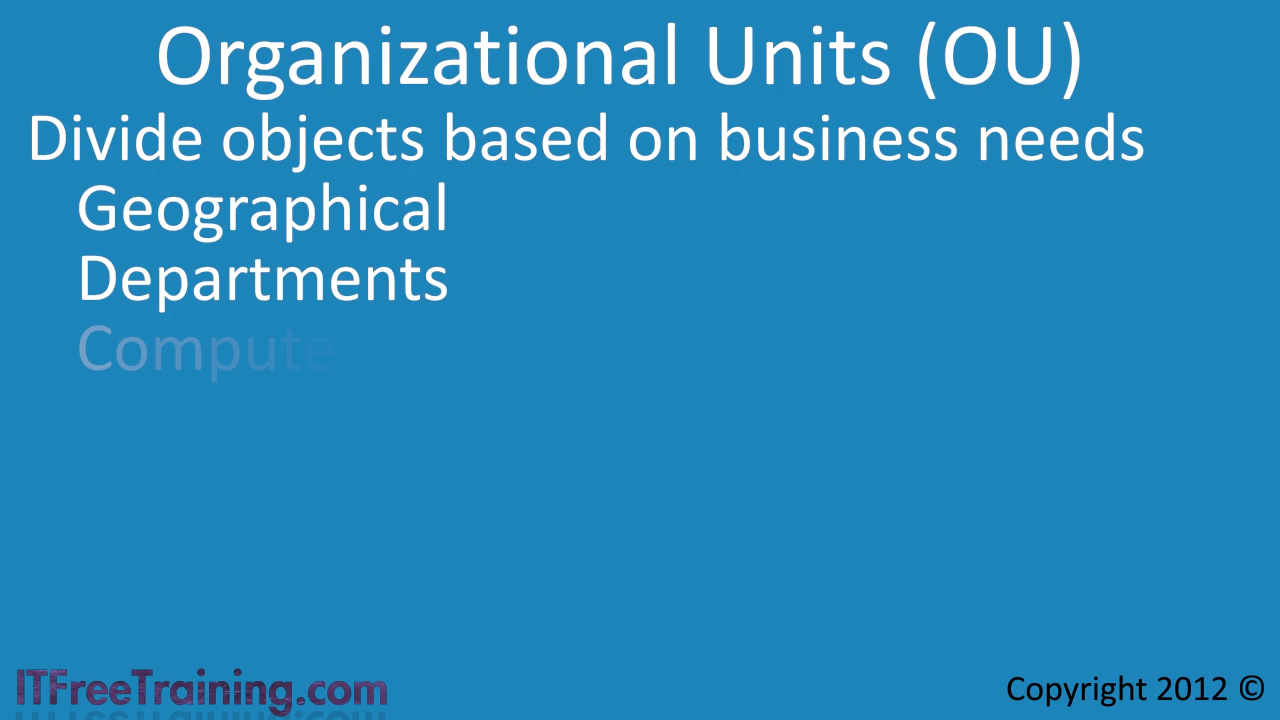 Organizational Units (OU)
Divide objects based on business needs
Geographical
Departments
Compute
ITFreeTraining.com
Copyright 2012 ©